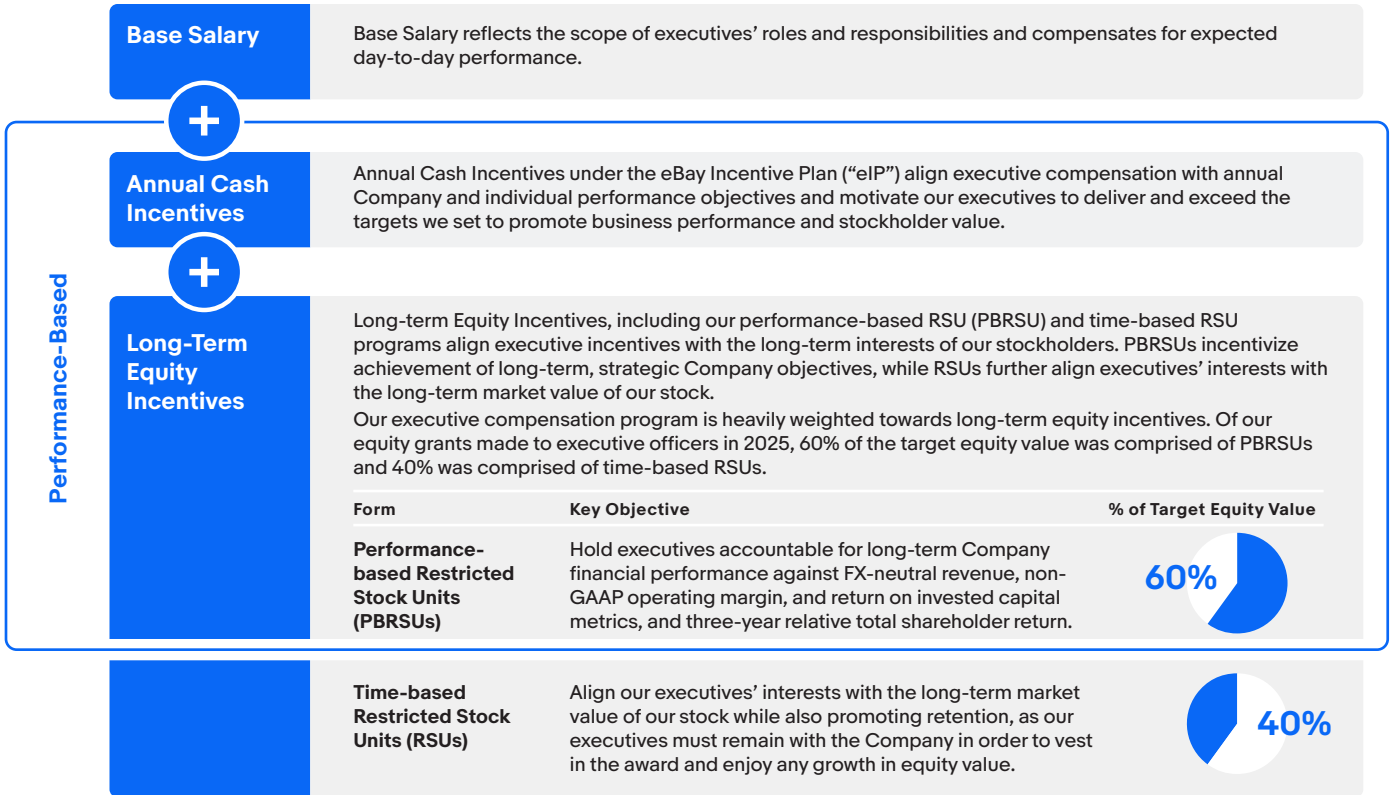 Base Salary
Base Salary reflects the scope of executives’ roles and responsibilities and compensates for expected
day-to-day performance.
+
Annual Cash
Incentives
Annual Cash Incentives under the eBay Incentive Plan (“eIP”) align executive compensation with annual
Company and individual performance objectives and motivate our executives to deliver and exceed the
targets we set to promote business performance and stockholder value.
+
Performance-Based
Long-Term
Equity
Incentives
Long-term Equity Incentives, including our performance-based RSU (PBRSU) and time-based RSU
programs align executive incentives with the long-term interests of our stockholders. PBRSUs incentivize
achievement of long-term, strategic Company objectives, while RSUs further align executives’ interests with
the long-term market value of our stock.
Our executive compensation program is heavily weighted towards long-term equity incentives. Of our
equity grants made to executive officers in 2025, 60% of the target equity value was comprised of PBRSUs
and 40% was comprised of time-based RSUs.
Form Key Objective % of Target Equity Value
Performance-
based Restricted
Stock Units
(PBRSUs)
Hold executives accountable for long-term Company
financial performance against FX-neutral revenue, non-
GAAP operating margin, and return on invested capital
metrics, and three-year relative total shareholder return.
60%
Time-based
Restricted Stock
Units (RSUs)
Align our executives’ interests with the long-term market
value of our stock while also promoting retention, as our
executives must remain with the Company in order to vest
in the award and enjoy any growth in equity value.
40%